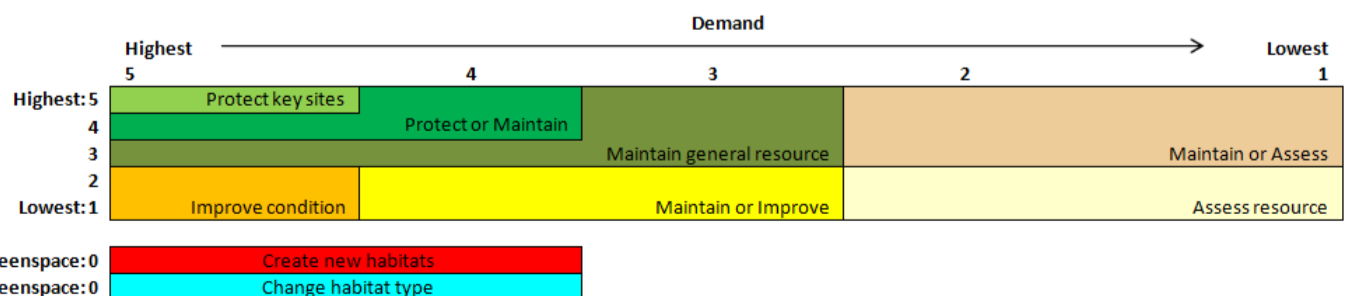 Demand
Highest Lowest
5 4 3 2 1
Highest: 5 Protect key sites
4 Protect or Maintain
3 Maintain general resource Maintain or Assess
2
Lowest: 1 Improve condition Maintain or Improve Assess resource
eenspace: 0 Create new habitats
eenspace: 0 Change habitat type